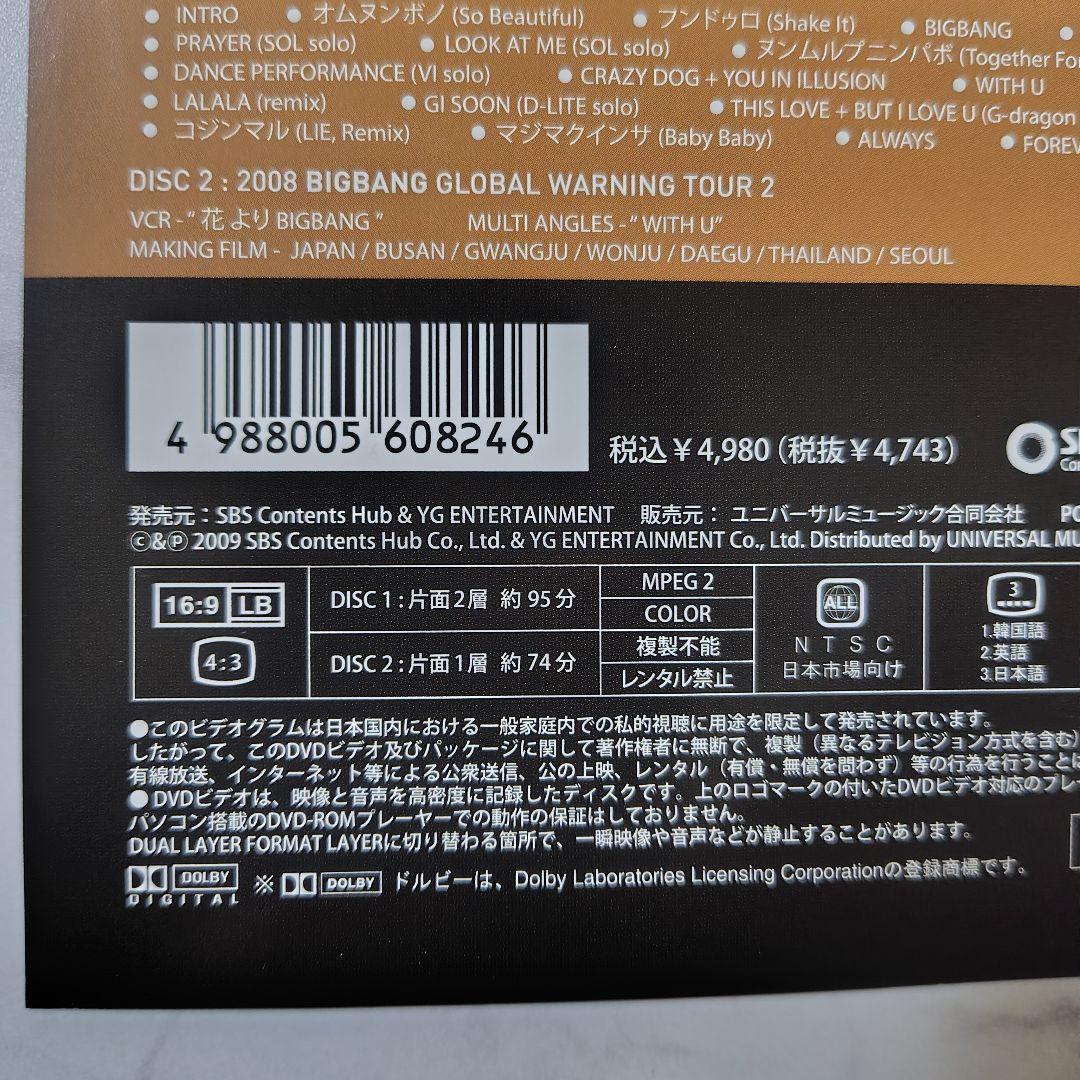 ● INTRO ● オムヌンボノ (So Beautiful) ● フンドゥロ (Shake It) ● BIGBANG ●
● PRAYER (SOL solo) ● LOOK AT ME (SOL solo) ● ヌンムルプニンパボ (Together For
● DANCE PERFORMANCE (VI solo) ● CRAZY DOG + YOU IN ILLUSION ● WITH U
● LALALA (remix) ● GI SOON (D-LITE solo) ● THIS LOVE + BUT I LOVE U (G-dragon
● コジンマル (LIE, Remix) ● マジマクインサ (Baby Baby) ● ALWAYS ● FOREV
DISC 2 : 2008 BIGBANG GLOBAL WARNING TOUR 2
VCR - “ 花 より BIGBANG ” MULTI ANGLES - “ WITH U”
MAKING FILM - JAPAN / BUSAN / GWANGJU / WONJU / DAEGU / THAILAND / SEOUL
4 988005 608246
税込￥4,980（税抜￥4,743）
発売元：SBS Contents Hub & YG ENTERTAINMENT 販売元： ユニバーサルミュージック合同会社 PO
©&℗ 2009 SBS Contents Hub Co., Ltd. & YG ENTERTAINMENT Co., Ltd. Distributed by UNIVERSAL MU
16:9 LB
4:3
DISC 1 : 片面2層 約 95 分
DISC 2 : 片面1層 約 74 分
MPEG 2
COLOR
複製不能
レンタル禁止
ALL
NTSC
日本市場向け
3
1.韓国語
2.英語
3.日本語
●このビデオグラムは日本国内における一般家庭内での私的視聴に用途を限定して発売されています。
したがって、このDVDビデオ及びパッケージに関して著作権者に無断で、複製（異なるテレビジョン方式を含む）
有線放送、インターネット等による公衆送信、公の上映、レンタル（有償・無償を問わず）等の行為を行うことに
●DVDビデオは、映像と音声を高密度に記録したディスクです。上のロゴマークの付いたDVDビデオ対応のプレー
パソコン搭載のDVD-ROMプレーヤーでの動作の保証はしておりません。
DUAL LAYER FORMAT LAYERに切り替わる箇所で、一瞬映像や音声などが静止することがあります。
DOLBY DIGITAL ※ DOLBY ドルビーは、Dolby Laboratories Licensing Corporationの登録商標です。